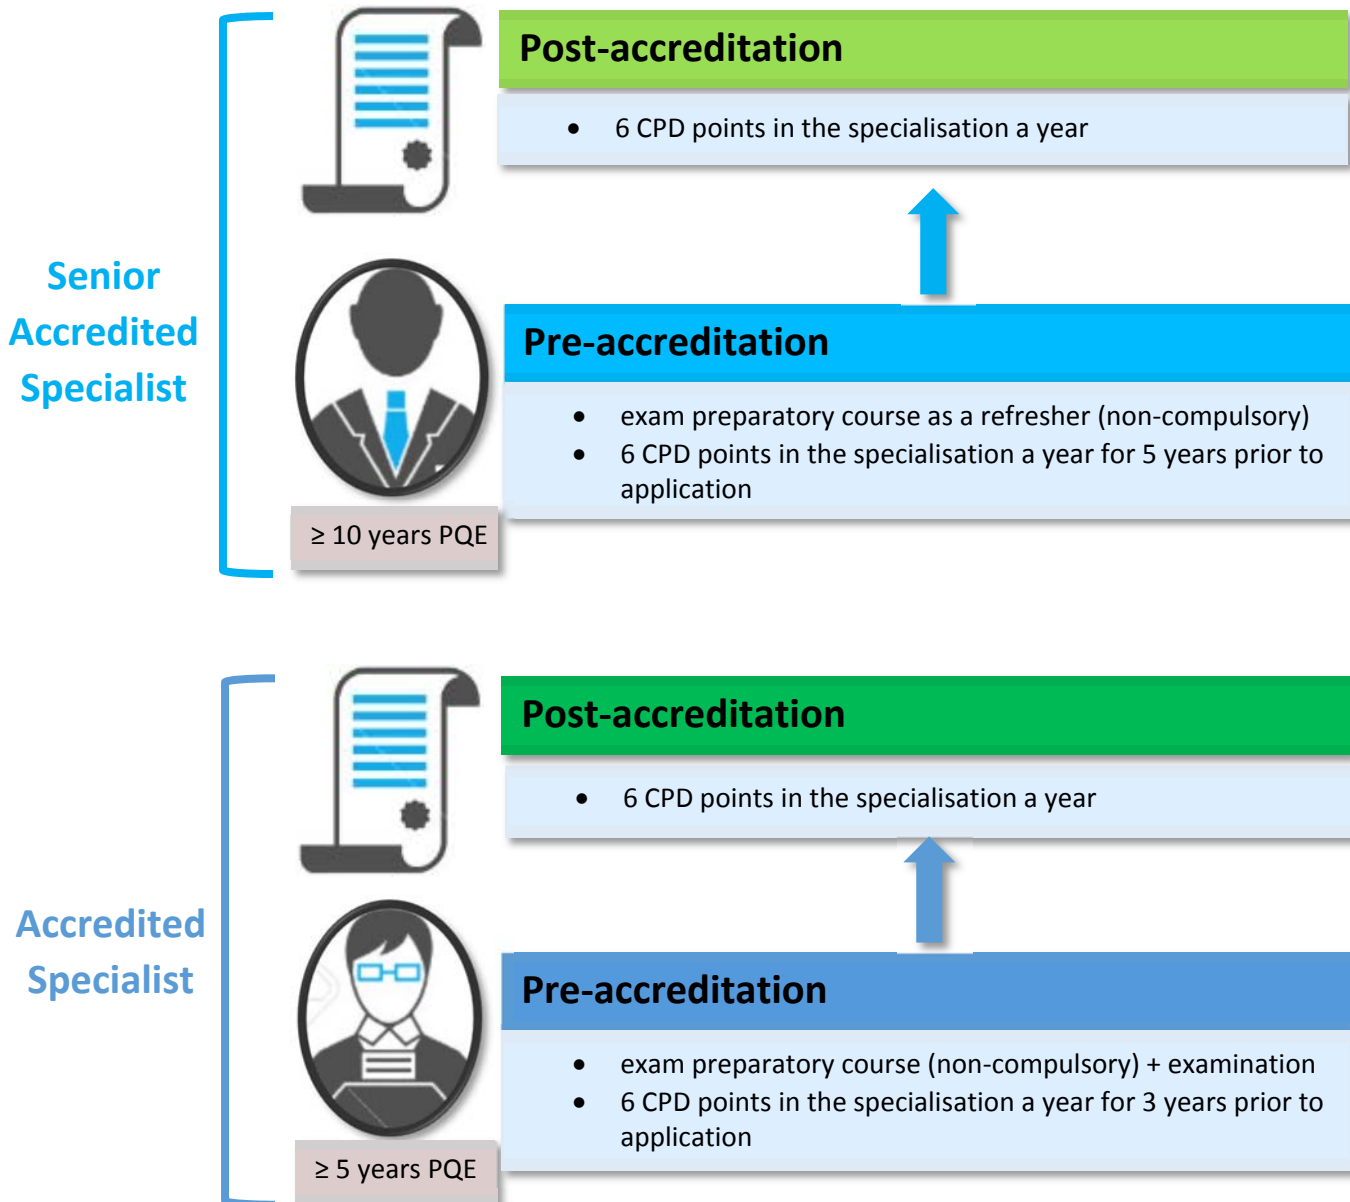 Senior
Accredited
Specialist
Post-accreditation
• 6 CPD points in the specialisation a year
Pre-accreditation
• exam preparatory course as a refresher (non-compulsory)
• 6 CPD points in the specialisation a year for 5 years prior to
application
≥ 10 years PQE
Accredited
Specialist
Post-accreditation
• 6 CPD points in the specialisation a year
Pre-accreditation
• exam preparatory course (non-compulsory) + examination
• 6 CPD points in the specialisation a year for 3 years prior to
application
≥ 5 years PQE